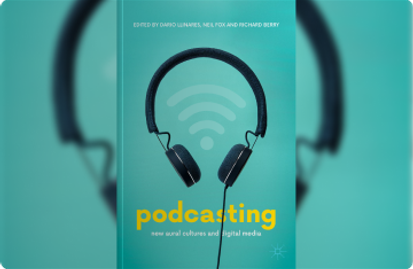 EDITED BY DARIO LLINARES, NEIL FOX AND RICHARD BERRY
podcasting
new aural cultures and digital media